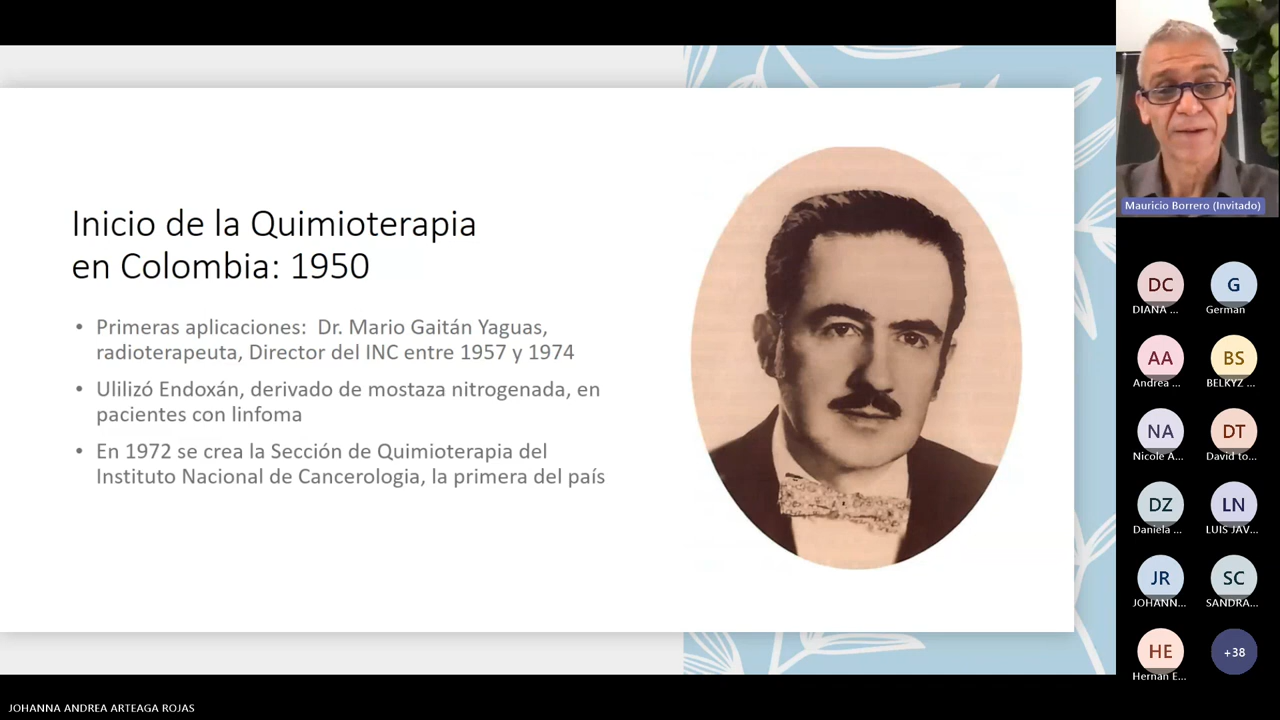 Inicio de la Quimioterapia
en Colombia: 1950
• Primeras aplicaciones: Dr. Mario Gaitán Yaguas,
radioterapeuta, Director del INC entre 1957 y 1974
• Ulilizó Endoxán, derivado de mostaza nitrogenada, en
pacientes con linfoma
• En 1972 se crea la Sección de Quimioterapia del
Instituto Nacional de Cancerologia, la primera del país
Mauricio Borrero (Invitado)
DC
G
DIANA ...
German
AA
BS
Andrea ...
BELKYZ ...
NA
DT
Nicole A...
David to...
DZ
LN
Daniela ...
LUIS JAV...
JR
SC
JOHANN...
SANDRA...
HE
+38
Hernan E...
JOHANNA ANDREA ARTEAGA ROJAS